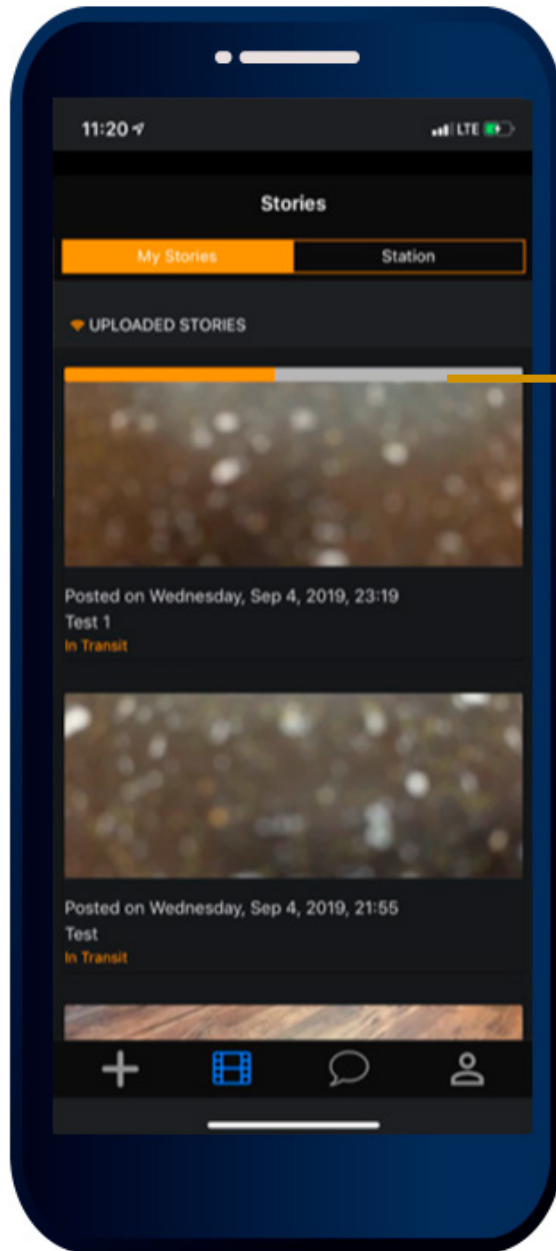 11:20
LTE
Stories
My Stories
Station
UPLOADED STORIES
Posted on Wednesday, Sep 4, 2019, 23:19
Test 1
In Transit
Posted on Wednesday, Sep 4, 2019, 21:55
Test
In Transit